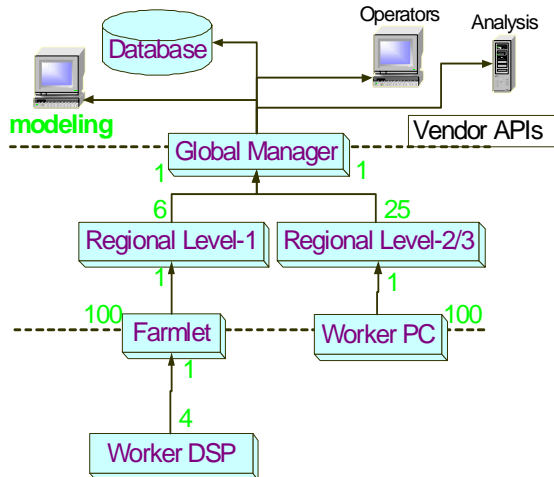 Operators
Analysis
Database
modeling
Vendor APIs
Global Manager
1
1
6
25
Regional Level-1
Regional Level-2/3
1
1
100
100
Farmlet
Worker PC
1
4
Worker DSP